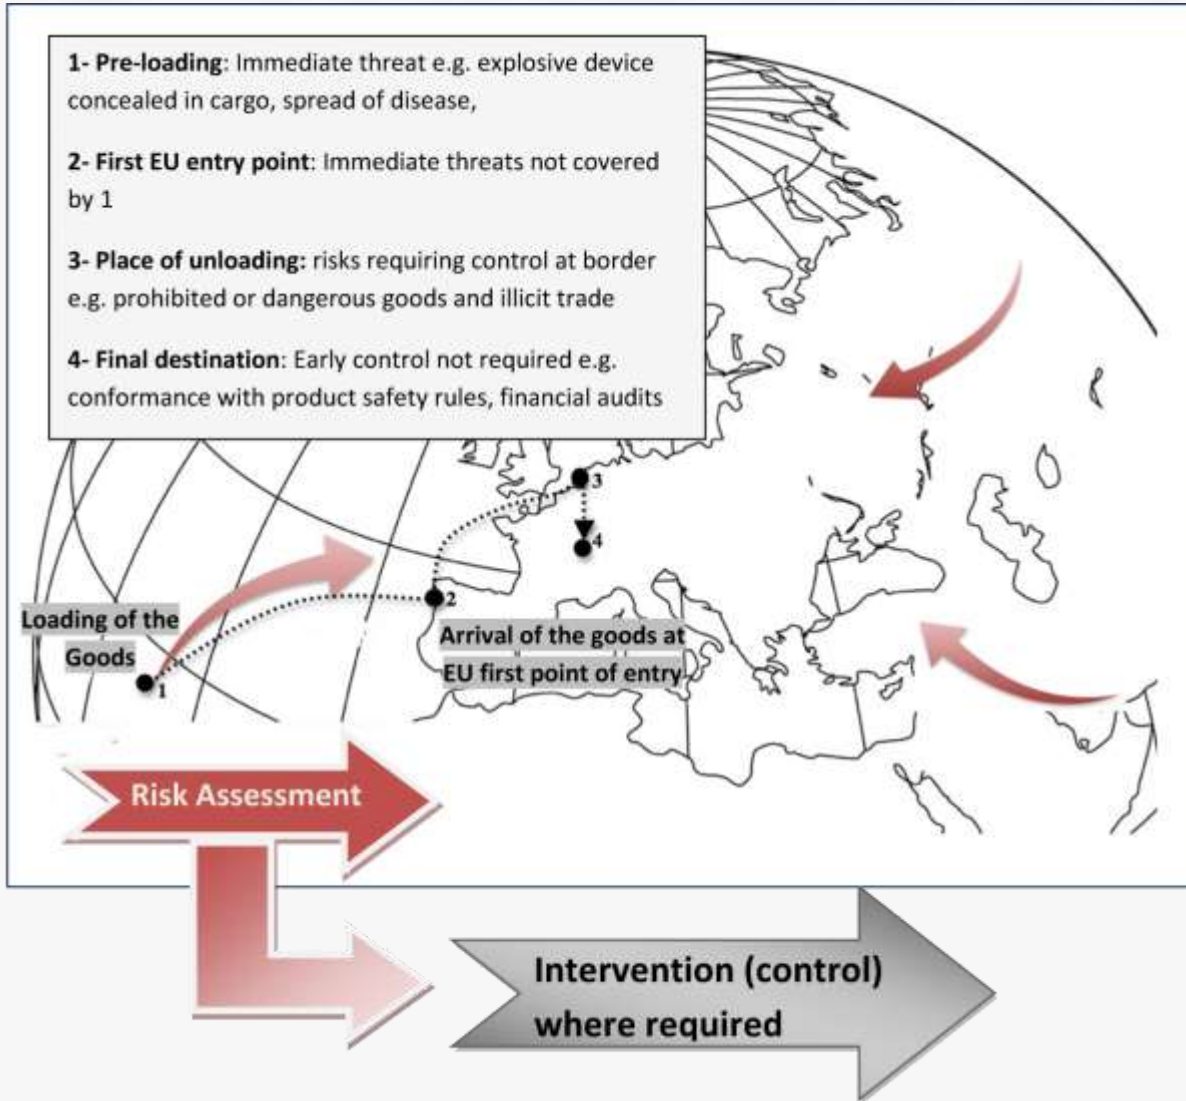 1- Pre-loading: Immediate threat e.g. explosive device
concealed in cargo, spread of disease,
2- First EU entry point: Immediate threats not covered
by 1
3- Place of unloading: risks requiring control at border
e.g. prohibited or dangerous goods and illicit trade
4- Final destination: Early control not required e.g.
conformance with product safety rules, financial audits
3
4
2
Loading of the
Goods
1
Arrival of the goods at
EU first point of entry
Risk Assessment
Intervention (control)
where required